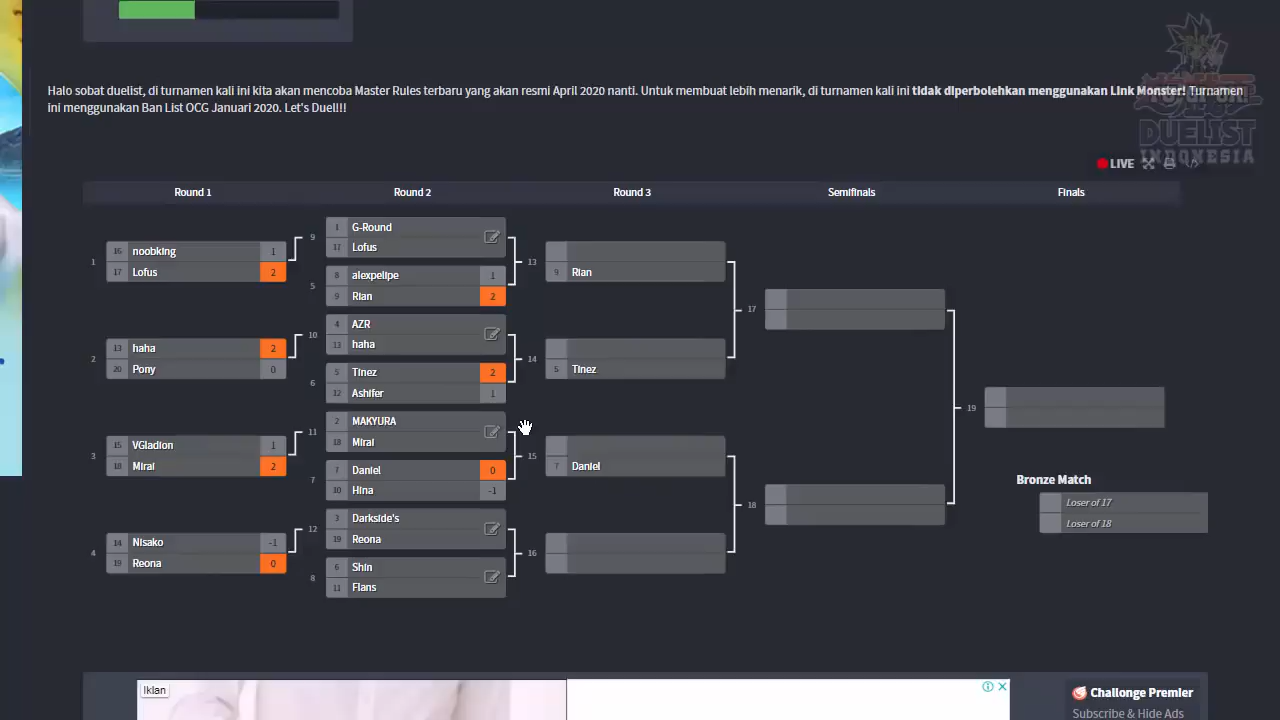 Halo sobat duelist, di turnamen kali ini kita akan mencoba Master Rules terbaru yang akan resmi April 2020 nanti. Untuk membuat lebih menarik, di turnamen kali ini tidak diperbolehkan menggunakan Link Monster! Turnamen
ini menggunakan Ban List OCG Januari 2020. Let's Duel!!!
DUELIST
INDONESIA
LIVE
Round 1 Round 2 Round 3 Semifinals Finals
1
16 noobking 1
17 Lofus 2
2
13 haha 2
20 Pony 0
3
15 VGladion 1
18 Mirai 2
4
14 Nisako -1
19 Reona 0
9
1 G-Round
17 Lofus
5
8 alexpelipe 1
9 Rian 2
10
4 AZR
13 haha
6
5 Tinez 2
12 Ashifer 1
11
2 MAKYURA
18 Mirai
7
7 Daniel 0
10 Hina -1
12
3 Darkside's
19 Reona
8
6 Shin
11 Flans
13
9 Rian
14
5 Tinez
15
7 Daniel
16
17
18
19
Bronze Match
Loser of 17
Loser of 18
Iklan
Challonge Premier
Subscribe & Hide Ads